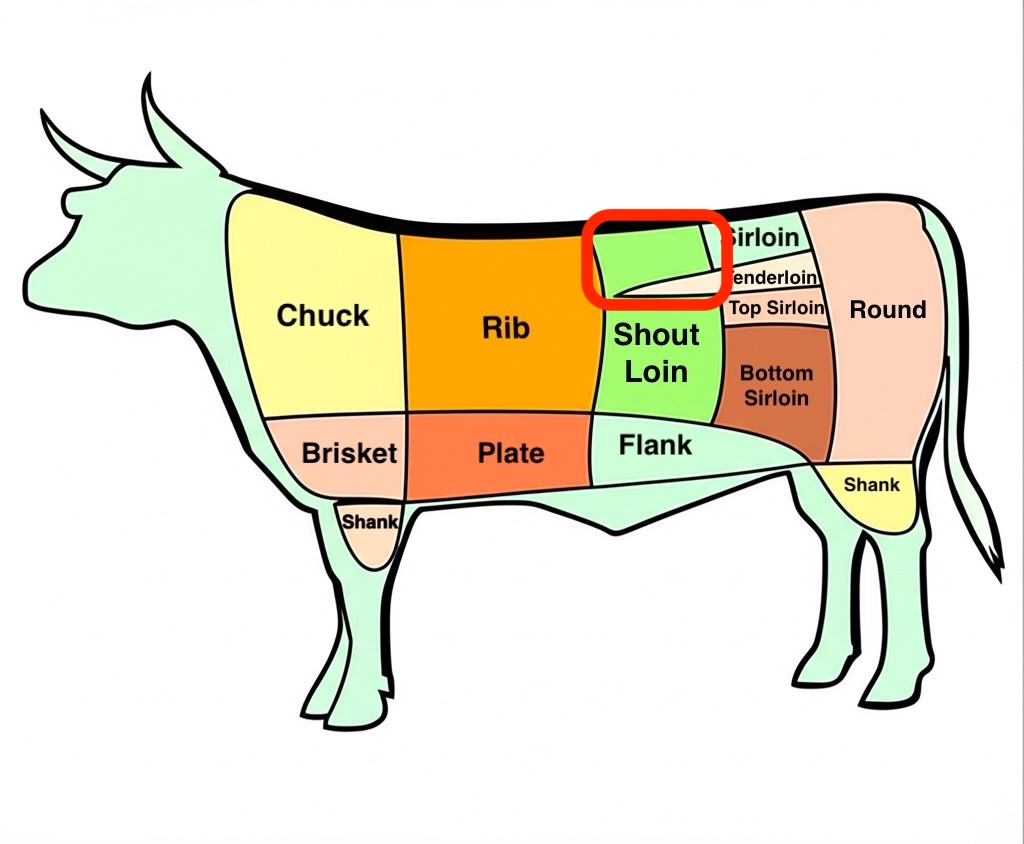 Sirloin
Tenderloin
Top Sirloin
Round
Chuck
Rib
Shout
Loin
Bottom
Sirloin
Brisket
Plate
Flank
Shank
Shank